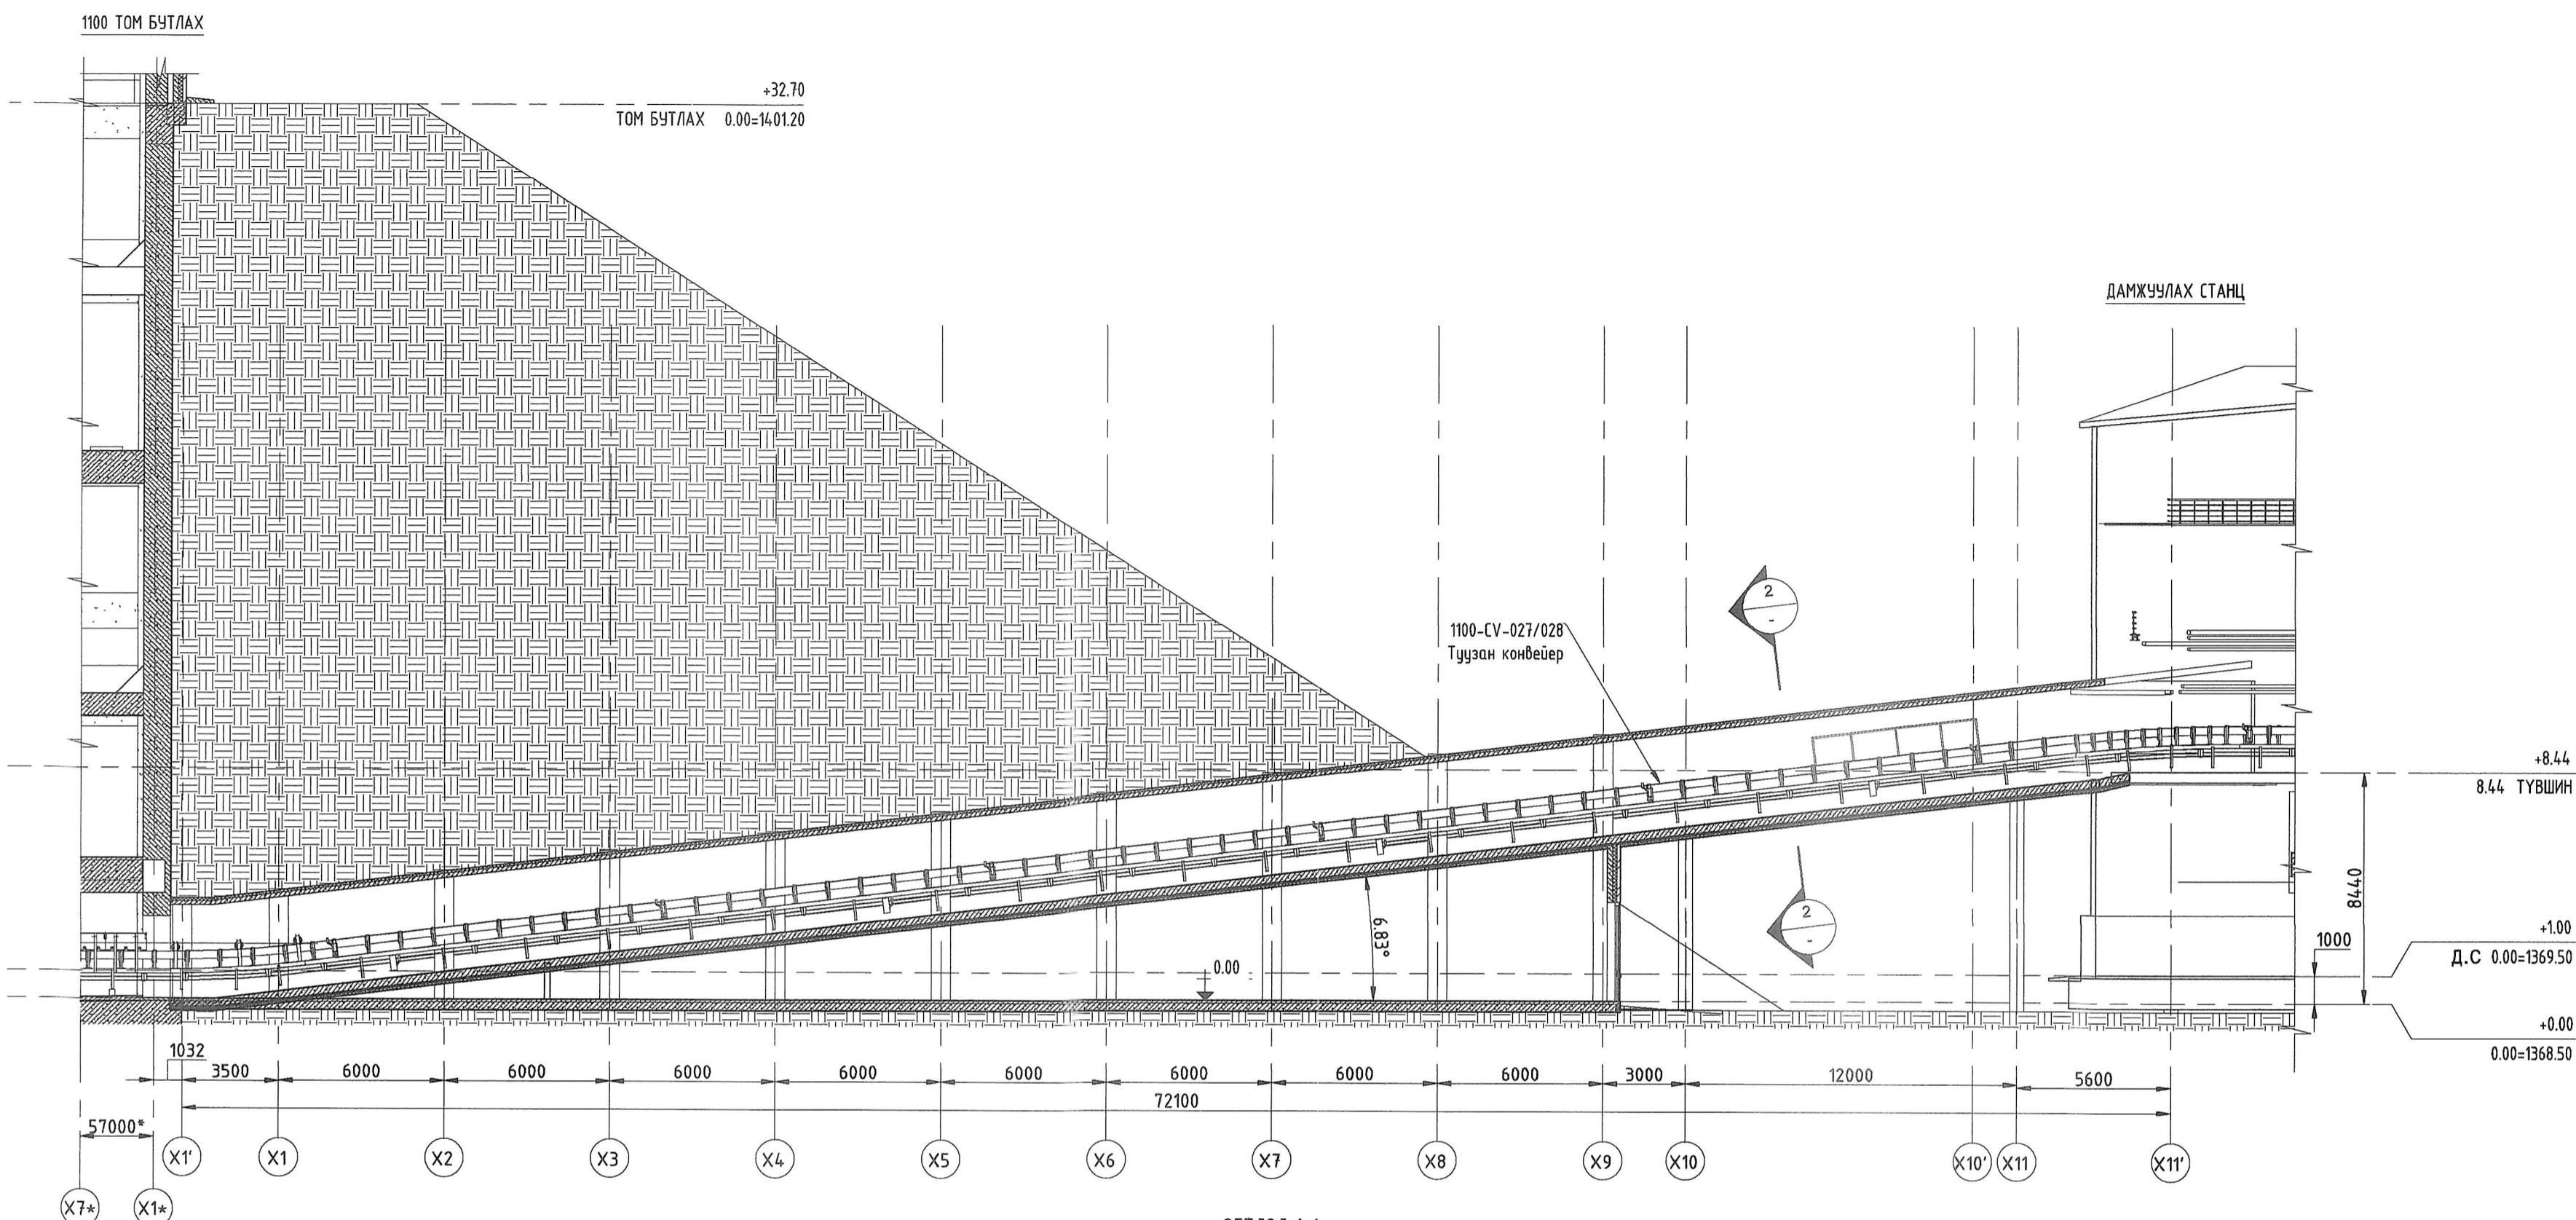 1100 ТОМ БУТЛАХ
+32.70
ТОМ БУТЛАХ 0.00=1401.20
ДАМЖУУЛАХ СТАНЦ
2
-
1100-CV-027/028
Туузан конвейер
+8.44
8.44 ТҮВШИН
8440
2
-
6.83°
0.00
1000
+1.00
Д.С 0.00=1369.50
+0.00
0.00=1368.50
1032
3500 6000 6000 6000 6000 6000 6000 6000 6000 3000 12000 5600
72100
57000*
X1' X1 X2 X3 X4 X5 X6 X7 X8 X9 X10 X10' X11 X11'
X7* X1*